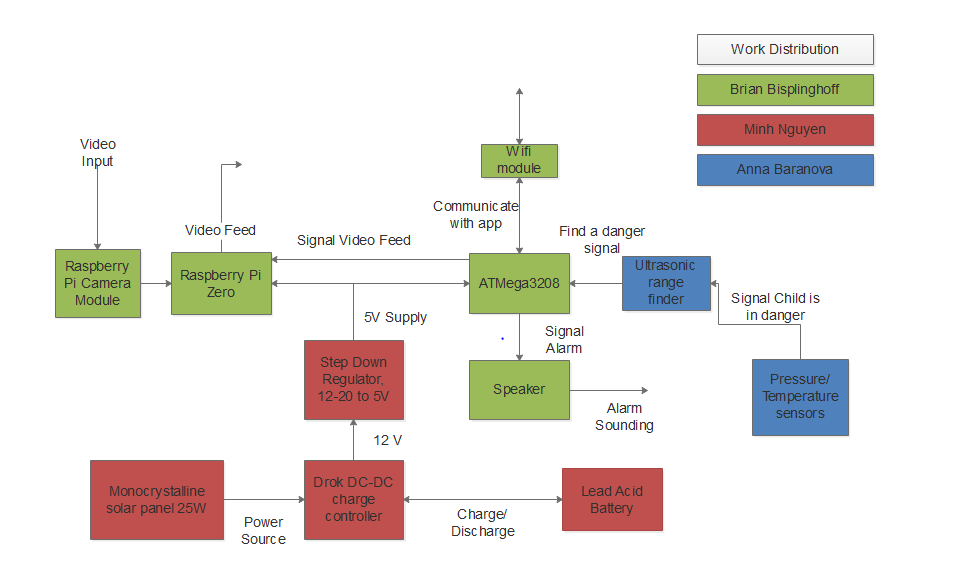 Work Distribution
Brian Bisplinghoff
Minh Nguyen
Anna Baranova
Video
Input
Wifi
module
Communicate
with app
Video Feed
Signal Video Feed
Find a danger
signal
Raspberry
Pi Camera
Module
Raspberry Pi
Zero
ATMega3208
Ultrasonic
range
finder
Signal Child is
in danger
5V Supply
Signal
Alarm
Step Down
Regulator,
12-20 to 5V
Speaker
Alarm
Sounding
Pressure/
Temperature
sensors
12 V
Monocrystalline
solar panel 25W
Power
Source
Drok DC-DC
charge
controller
Charge/
Discharge
Lead Acid
Battery